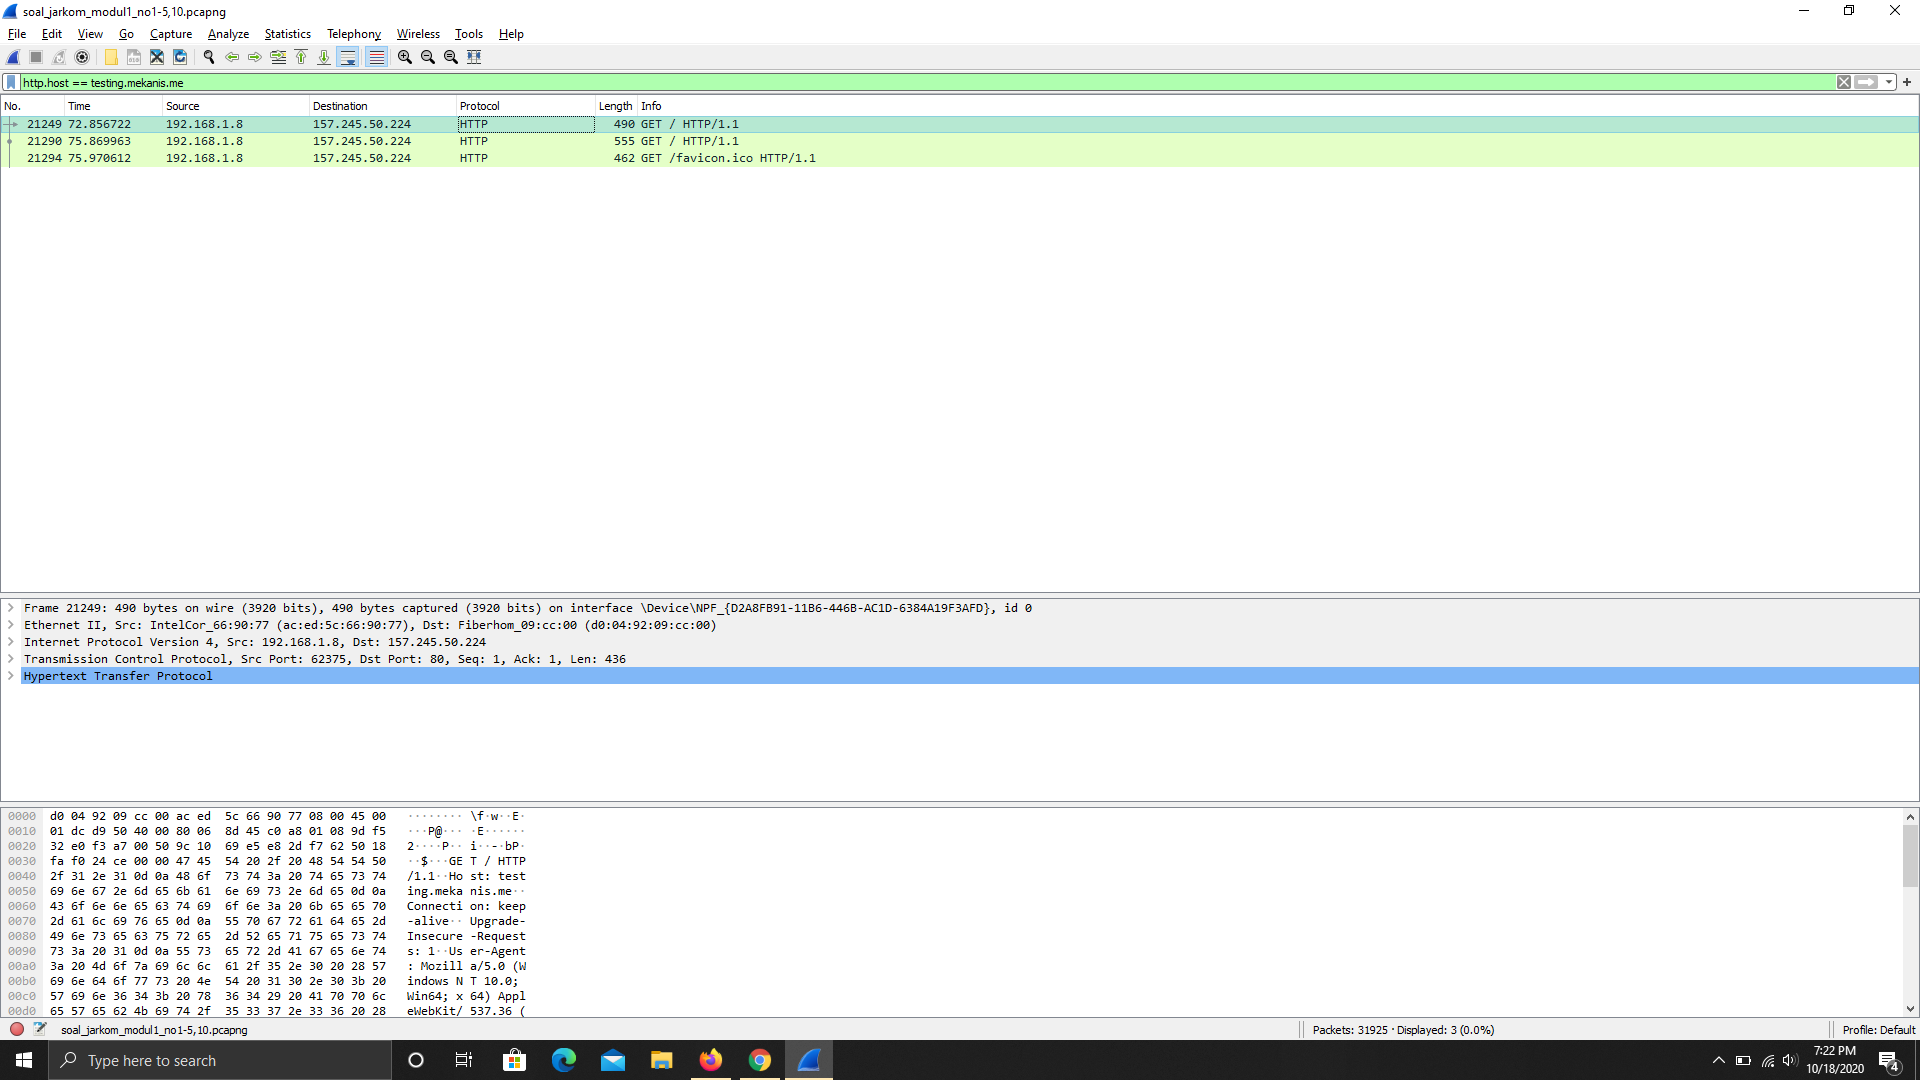 soal_jarkom_modul1_no1-5,10.pcapng
File Edit View Go Capture Analyze Statistics Telephony Wireless Tools Help
http.host == testing.mekanis.me
No. Time Source Destination Protocol Length Info
21249 72.856722 192.168.1.8 157.245.50.224 HTTP 490 GET / HTTP/1.1
21290 75.869963 192.168.1.8 157.245.50.224 HTTP 555 GET / HTTP/1.1
21294 75.970612 192.168.1.8 157.245.50.224 HTTP 462 GET /favicon.ico HTTP/1.1
Frame 21249: 490 bytes on wire (3920 bits), 490 bytes captured (3920 bits) on interface \Device\NPF_{D2A8FB91-11B6-446B-AC1D-6384A19F3AFD}, id 0
Ethernet II, Src: IntelCor_66:90:77 (ac:ed:5c:66:90:77), Dst: Fiberhom_09:cc:00 (d0:04:92:09:cc:00)
Internet Protocol Version 4, Src: 192.168.1.8, Dst: 157.245.50.224
Transmission Control Protocol, Src Port: 62375, Dst Port: 80, Seq: 1, Ack: 1, Len: 436
Hypertext Transfer Protocol
0000 d0 04 92 09 cc 00 ac ed 5c 66 90 77 08 00 45 00 ········ \f·w··E·
0010 01 dc d9 50 40 00 80 06 8d 45 c0 a8 01 08 9d f5 ···P@··· ·E······
0020 32 e0 f3 a7 00 50 9c 10 69 e5 e8 2d f7 62 50 18 2····P·· i··-·bP·
0030 fa f0 24 ce 00 00 47 45 54 20 2f 20 48 54 54 50 ··$···GE T / HTTP
0040 2f 31 2e 31 0d 0a 48 6f 73 74 3a 20 74 65 73 74 /1.1··Ho st: test
0050 69 6e 67 2e 6d 65 6b 61 6e 69 73 2e 6d 65 0d 0a ing.meka nis.me··
0060 43 6f 6e 6e 65 63 74 69 6f 6e 3a 20 6b 65 65 70 Connecti on: keep
0070 2d 61 6c 69 76 65 0d 0a 55 70 67 72 61 64 65 2d -alive·· Upgrade-
0080 49 6e 73 65 63 75 72 65 2d 52 65 71 75 65 73 74 Insecure -Request
0090 73 3a 20 31 0d 0a 55 73 65 72 2d 41 67 65 6e 74 s: 1··Us er-Agent
00a0 3a 20 4d 6f 7a 69 6c 6c 61 2f 35 2e 30 20 28 57 : Mozill a/5.0 (W
00b0 69 6e 64 6f 77 73 20 4e 54 20 31 30 2e 30 3b 20 indows N T 10.0;
00c0 57 69 6e 36 34 3b 20 78 36 34 29 20 41 70 70 6c Win64; x 64) Appl
00d0 65 57 65 62 4b 69 74 2f 35 33 37 2e 33 36 20 28 eWebKit/ 537.36 (
soal_jarkom_modul1_no1-5,10.pcapng Packets: 31925 · Displayed: 3 (0.0%) Profile: Default
Type here to search
7:22 PM
10/18/2020
4